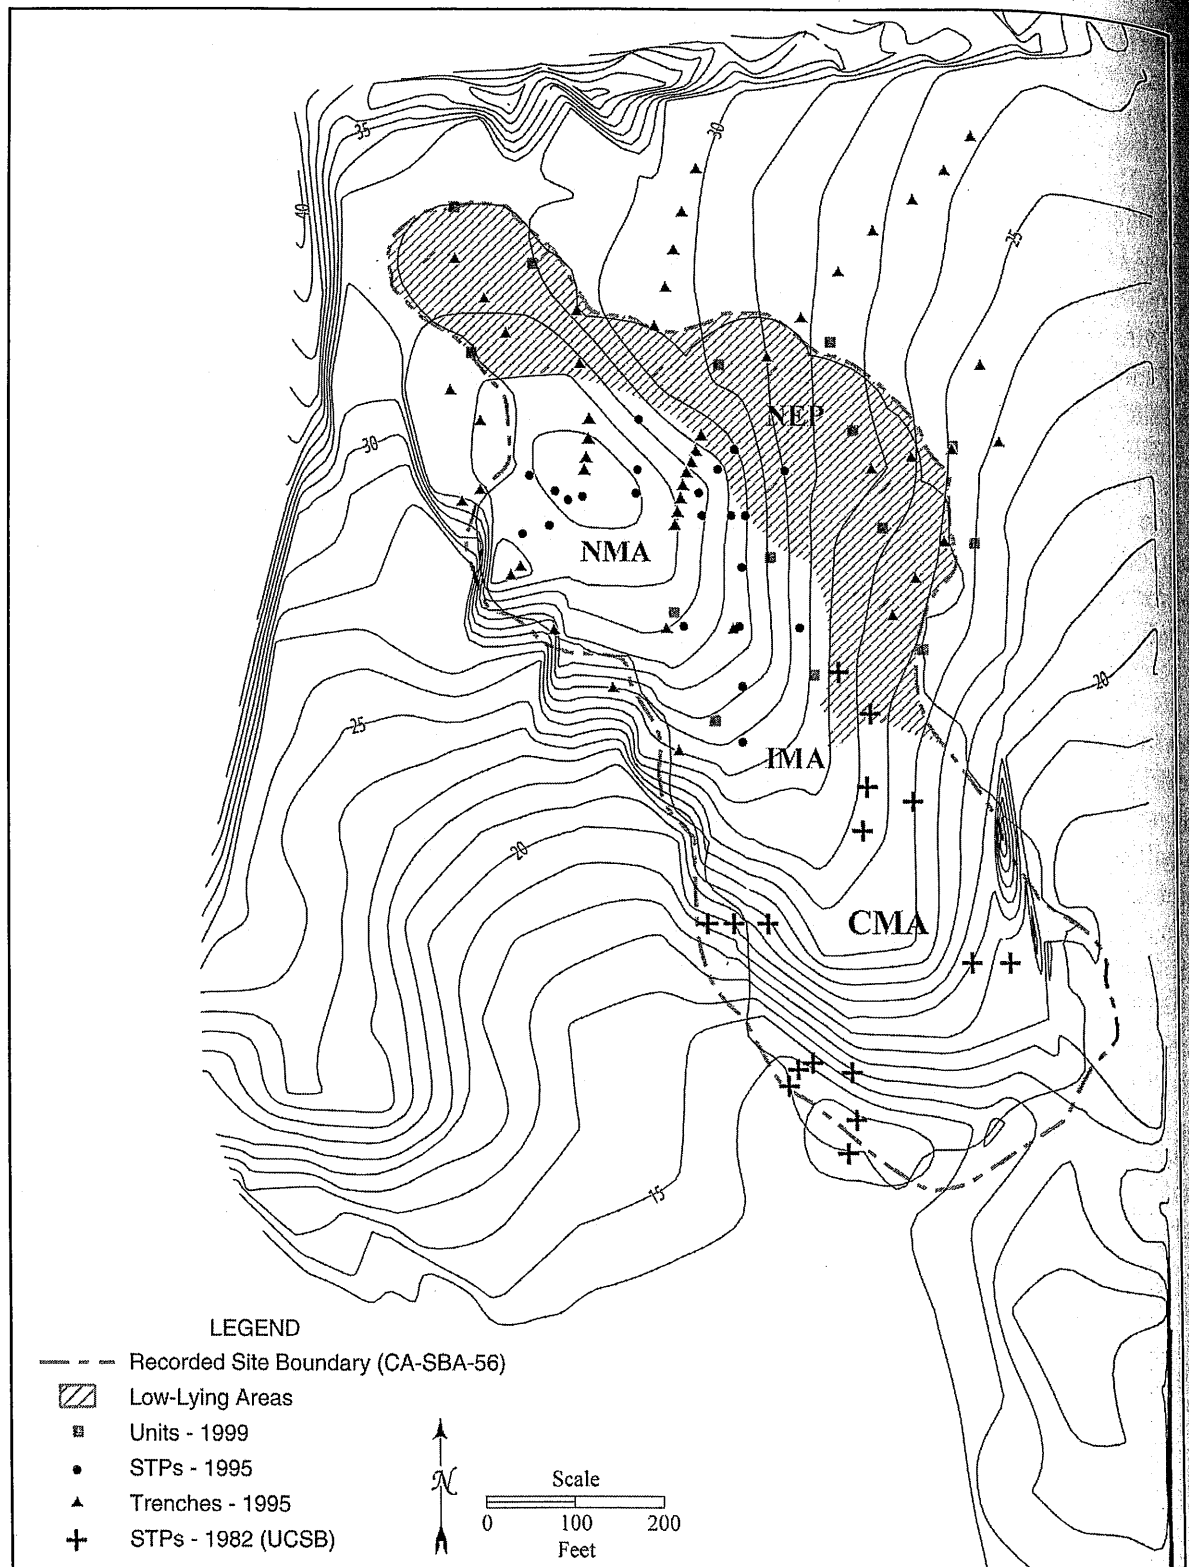 35
30
40
25
NEP
30
NMA
20
25
IMA
20
CMA
15
LEGEND
Recorded Site Boundary (CA-SBA-56)
Low-Lying Areas
Units - 1999
STPs - 1995
Trenches - 1995
STPs - 1982 (UCSB)
N
Scale
0 100 200
Feet